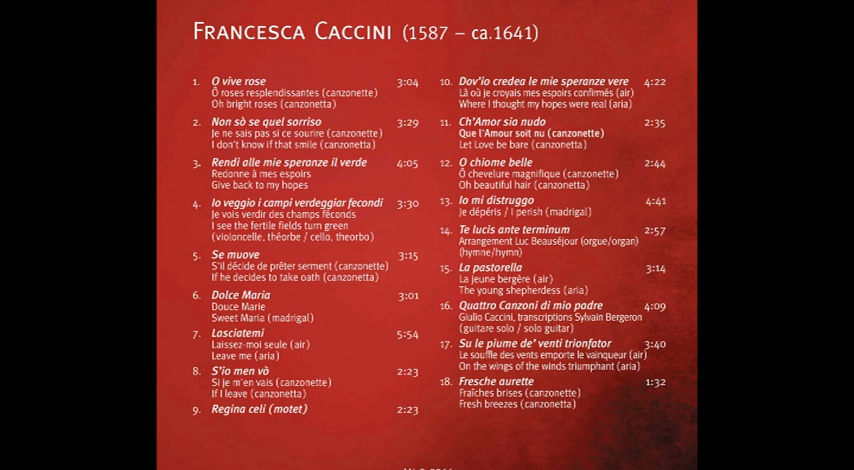 FRANCESCA CACCINI (1587 – ca.1641)
1. O vive rose 3:04
Ô roses resplendissantes (canzonette)
Oh bright roses (canzonetta)
2. Non sò se quel sorriso 3:29
Je ne sais pas si ce sourire (canzonette)
I don't know if that smile (canzonetta)
3. Rendi alle mie speranze il verde 4:05
Redonne à mes espoirs
Give back to my hopes
4. Io veggio i campi verdeggiar fecondi 3:30
Je vois verdir des champs féconds
I see the fertile fields turn green
(violoncelle, théorbe / cello, theorbo)
5. Se muove 3:15
S'il décide de prêter serment (canzonette)
If he decides to take oath (canzonetta)
6. Dolce Maria 3:01
Douce Marie
Sweet Maria (madrigal)
7. Lasciatemi 5:54
Laissez-moi seule (air)
Leave me (aria)
8. S'io men vò 2:23
Si je m'en vais (canzonette)
If I leave (canzonetta)
9. Regina celi (motet) 2:23
10. Dov'io credea le mie speranze vere 4:22
Là où je croyais mes espoirs confirmés (air)
Where I thought my hopes were real (aria)
11. Ch'Amor sia nudo 2:35
Que l'Amour soit nu (canzonette)
Let Love be bare (canzonetta)
12. O chiome belle 2:44
Ô chevelure magnifique (canzonette)
Oh beautiful hair (canzonetta)
13. Io mi distruggo 4:41
Je dépéris / I perish (madrigal)
14. Te lucis ante terminum 2:57
Arrangement Luc Beauséjour (orgue/organ)
(hymne/hymn)
15. La pastorella 3:14
La jeune bergère (air)
The young shepherdess (aria)
16. Quattro Canzoni di mio padre 4:09
Giulio Caccini, transcriptions Sylvain Bergeron
(guitare solo / solo guitar)
17. Su le piume de' venti trionfator 3:40
Le souffle des vents emporte le vainqueur (air)
On the wings of the winds triumphant (aria)
18. Fresche aurette 1:32
Fraîches brises (canzonette)
Fresh breezes (canzonetta)